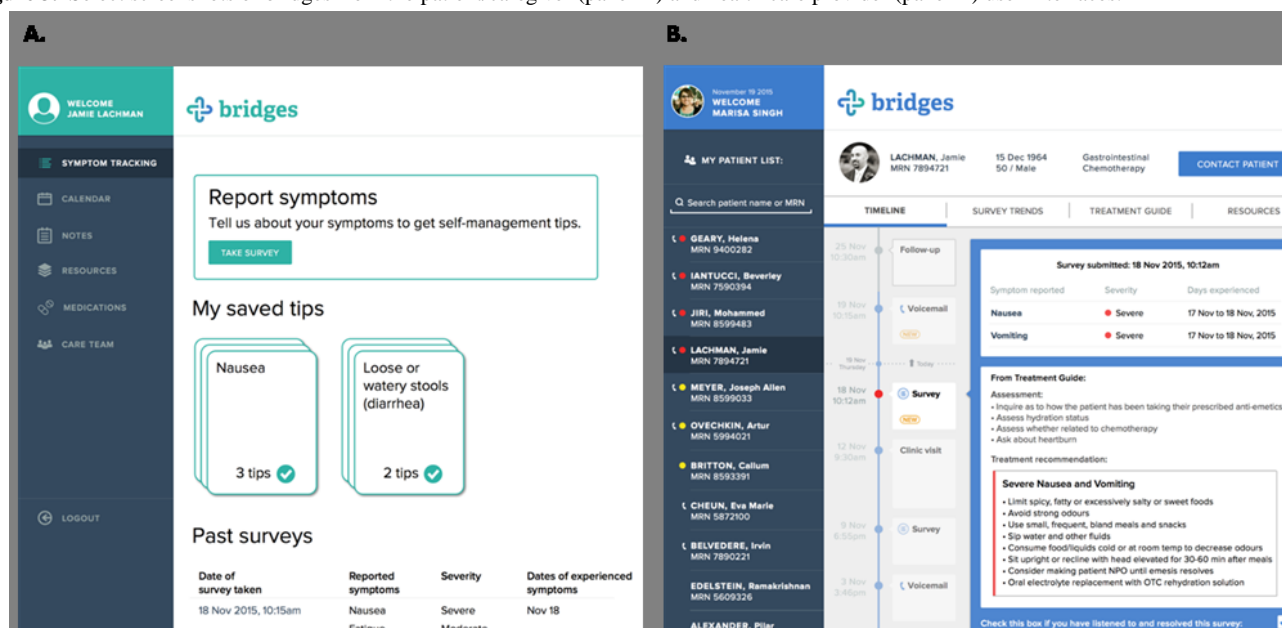 A.
B.
WELCOME
JAMIE LACHMAN
bridges
SYMPTOM TRACKING
CALENDAR
NOTES
RESOURCES
MEDICATIONS
CARE TEAM
LOGOUT
Report symptoms
Tell us about your symptoms to get self-management tips.
TAKE SURVEY
My saved tips
Nausea
3 tips
Loose or
watery stools
(diarrhea)
2 tips
Past surveys
Date of survey taken
Reported symptoms
Severity
Dates of experienced symptoms
18 Nov 2015, 10:15am
Nausea
Severe
Nov 18
Fatigue
Moderate
November 19 2015
WELCOME
MARISA SINGH
bridges
MY PATIENT LIST:
Search patient name or MRN
GEARY, Helena
MRN 9400282
IANTUCCI, Beverley
MRN 7590394
JIRI, Mohammed
MRN 8599483
LACHMAN, Jamie
MRN 7894721
MEYER, Joseph Allen
MRN 8599033
OVECHKIN, Artur
MRN 5994021
BRITTON, Callum
MRN 8593391
CHEUN, Eva Marie
MRN 5872100
BELVEDERE, Irvin
MRN 7890221
EDELSTEIN, Ramakrishnan
MRN 5609326
ALEXANDER, Pilar
LACHMAN, Jamie
MRN 7894721
15 Dec 1964
50 / Male
Gastrointestinal
Chemotherapy
CONTACT PATIENT
TIMELINE
SURVEY TRENDS
TREATMENT GUIDE
RESOURCES
25 Nov
10:30am
Follow-up
19 Nov
10:15am
Voicemail
NEW
19 Nov
Thursday
Today
18 Nov
10:12am
Survey
NEW
12 Nov
9:30am
Clinic visit
9 Nov
6:55pm
Survey
3 Nov
3:46pm
Voicemail
Survey submitted: 18 Nov 2015, 10:12am
Symptom reported
Severity
Days experienced
Nausea
Severe
17 Nov to 18 Nov, 2015
Vomiting
Severe
17 Nov to 18 Nov, 2015
From Treatment Guide:
Assessment:
• Inquire as to how the patient has been taking their prescribed anti-emetics
• Assess hydration status
• Assess whether related to chemotherapy
• Ask about heartburn
Treatment recommendation:
Severe Nausea and Vomiting
• Limit spicy, fatty or excessively salty or sweet foods
• Avoid strong odours
• Use small, frequent, bland meals and snacks
• Sip water and other fluids
• Consume food/liquids cold or at room temp to decrease odours
• Sit upright or recline with head elevated for 30-60 min after meals
• Consider making patient NPO until emesis resolves
• Oral electrolyte replacement with OTC rehydration solution
Check this box if you have listened to and resolved this survey: